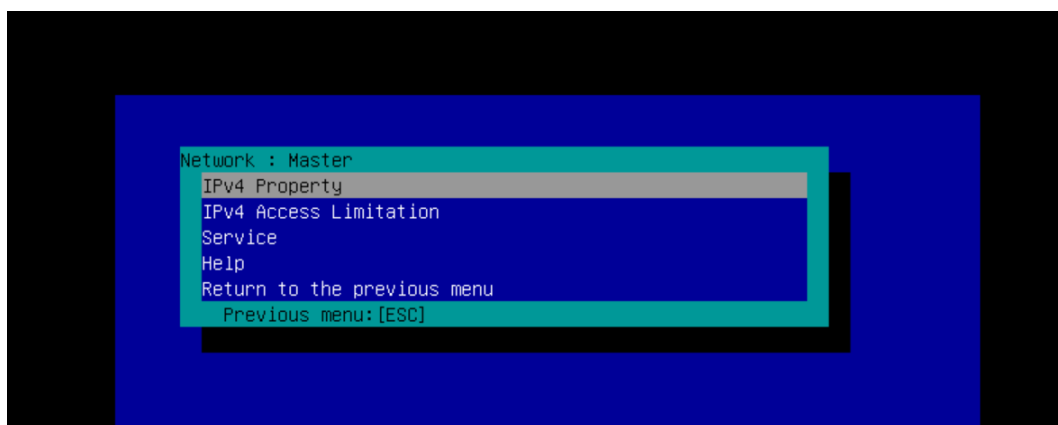 Network : Master
IPv4 Property
IPv4 Access Limitation
Service
Help
Return to the previous menu
Previous menu:[ESC]